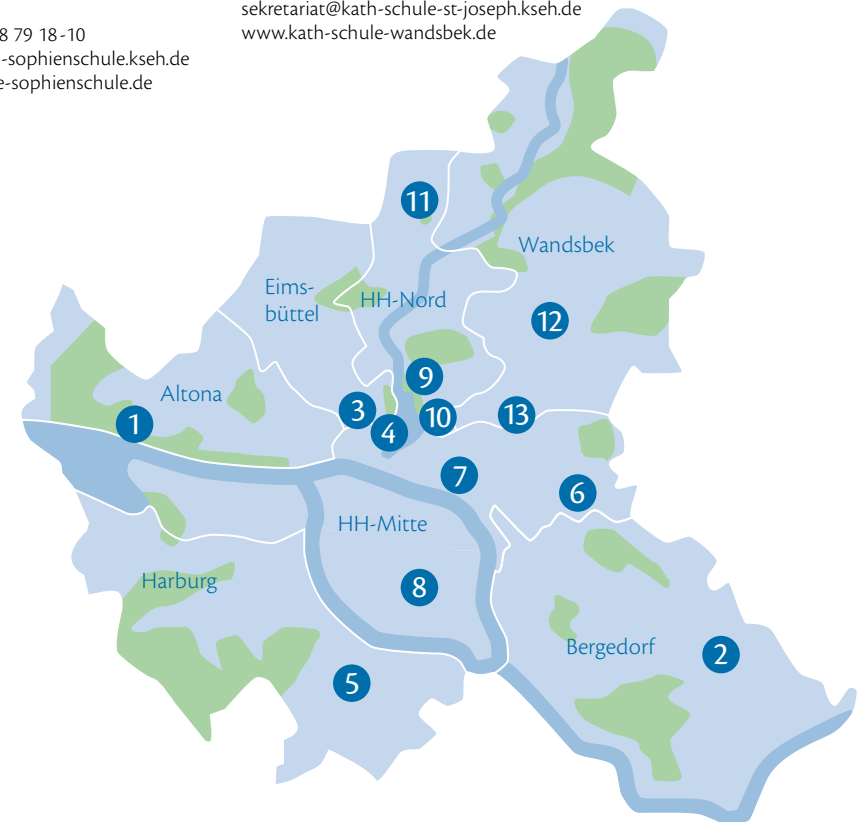 8 79 18-10
-sophienschule.kseh.de
e-sophienschule.de
sekretariat@kath-schule-st-joseph.kseh.de
www.kath-schule-wandsbek.de
11
Wandsbek
Eims-
büttel
HH-Nord
12
9
Altona
3
10
13
1
4
7
6
HH-Mitte
Harburg
8
Bergedorf
2
5